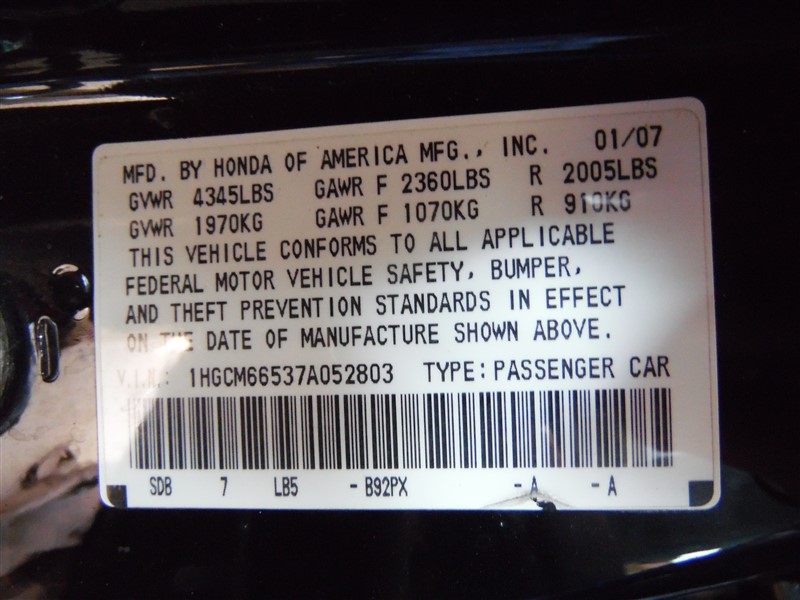 MFD. BY HONDA OF AMERICA MFG., INC. 01/07
GVWR 4345LBS GAWR F 2360LBS R 2005LBS
GVWR 1970KG GAWR F 1070KG R 910KG
THIS VEHICLE CONFORMS TO ALL APPLICABLE
FEDERAL MOTOR VEHICLE SAFETY, BUMPER,
AND THEFT PREVENTION STANDARDS IN EFFECT
ON THE DATE OF MANUFACTURE SHOWN ABOVE.
V.I.N.: 1HGCM66537A052803 TYPE: PASSENGER CAR
SDB 7 LB5 - B92PX - A - A